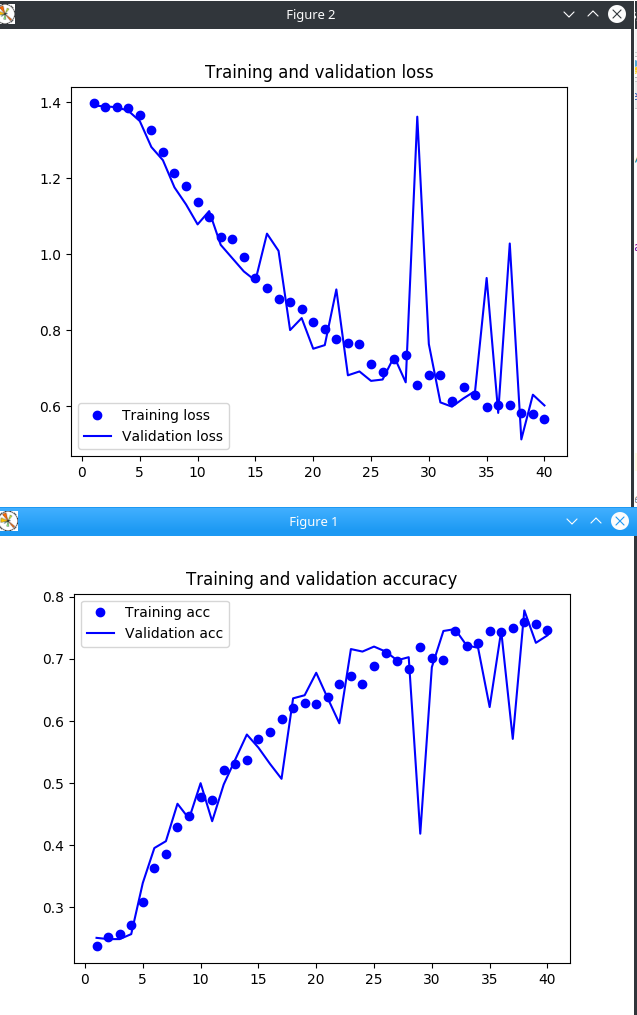 Figure 2
Training and validation loss
1.4
1.2
1.0
0.8
0.6
Training loss
Validation loss
0 5 10 15 20 25 30 35 40
Figure 1
Training and validation accuracy
0.8
Training acc
Validation acc
0.7
0.6
0.5
0.4
0.3
0 5 10 15 20 25 30 35 40